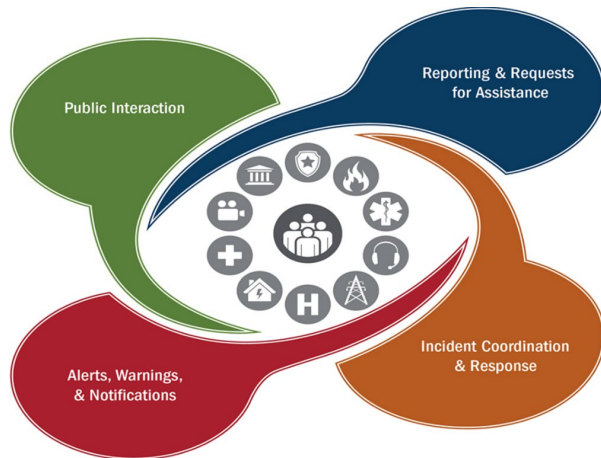 Public Interaction
Reporting & Requests
for Assistance
H
Alerts, Warnings,
& Notifications
Incident Coordination
& Response